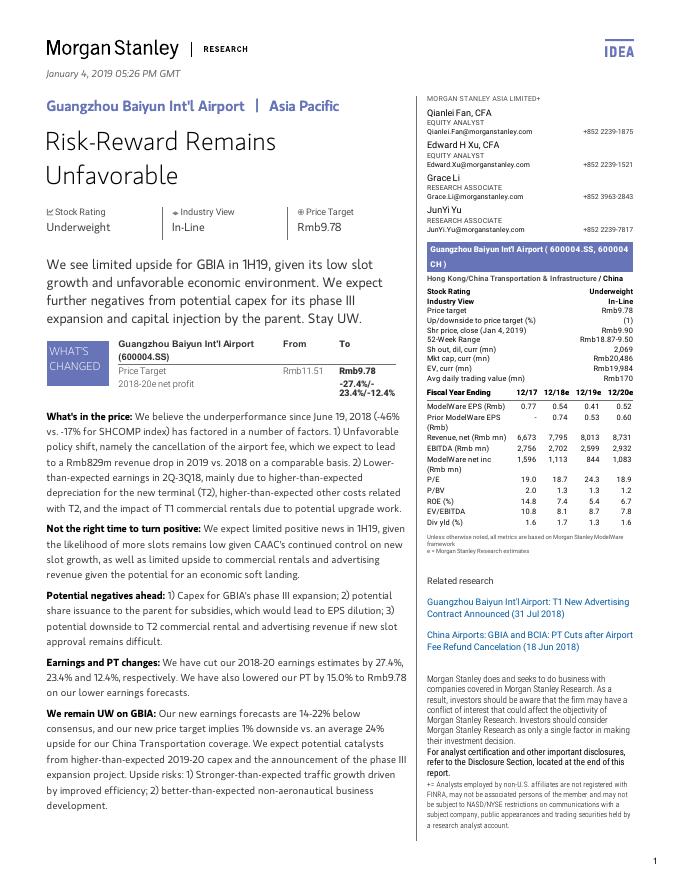 Morgan Stanley | RESEARCH
IDEA
January 4, 2019 05:26 PM GMT
Guangzhou Baiyun Int'l Airport | Asia Pacific
Risk-Reward Remains
Unfavorable
Stock Rating
Underweight
Industry View
In-Line
Price Target
Rmb9.78
We see limited upside for GBIA in 1H19, given its low slot
growth and unfavorable economic environment. We expect
further negatives from potential capex for its phase III
expansion and capital injection by the parent. Stay UW.
WHAT'S
CHANGED
Guangzhou Baiyun Int'l Airport From To
(600004.SS)
Price Target Rmb11.51 Rmb9.78
2018-20e net profit -27.4%/-
23.4%/-12.4%
What's in the price: We believe the underperformance since June 19, 2018 (-46%
vs. -17% for SHCOMP index) has factored in a number of factors. 1) Unfavorable
policy shift, namely the cancellation of the airport fee, which we expect to lead
to a Rmb829m revenue drop in 2019 vs. 2018 on a comparable basis. 2) Lower-
than-expected earnings in 2Q-3Q18, mainly due to higher-than-expected
depreciation for the new terminal (T2), higher-than-expected other costs related
with T2, and the impact of T1 commercial rentals due to potential upgrade work.
Not the right time to turn positive: We expect limited positive news in 1H19, given
the likelihood of more slots remains low given CAAC's continued control on new
slot growth, as well as limited upside to commercial rentals and advertising
revenue given the potential for an economic soft landing.
Potential negatives ahead: 1) Capex for GBIA's phase III expansion; 2) potential
share issuance to the parent for subsidies, which would lead to EPS dilution; 3)
potential downside to T2 commercial rental and advertising revenue if new slot
approval remains difficult.
Earnings and PT changes: We have cut our 2018-20 earnings estimates by 27.4%,
23.4% and 12.4%, respectively. We have also lowered our PT by 15.0% to Rmb9.78
on our lower earnings forecasts.
We remain UW on GBIA: Our new earnings forecasts are 14-22% below
consensus, and our new price target implies 1% downside vs. an average 24%
upside for our China Transportation coverage. We expect potential catalysts
from higher-than-expected 2019-20 capex and the announcement of the phase III
expansion project. Upside risks: 1) Stronger-than-expected traffic growth driven
by improved efficiency; 2) better-than-expected non-aeronautical business
development.
MORGAN STANLEY ASIA LIMITED+
Qianlei Fan, CFA
EQUITY ANALYST
Qianlei.Fan@morganstanley.com +852 2239-1875
Edward H Xu, CFA
EQUITY ANALYST
Edward.Xu@morganstanley.com +852 2239-1521
Grace Li
RESEARCH ASSOCIATE
Grace.Li@morganstanley.com +852 3963-2843
JunYi Yu
RESEARCH ASSOCIATE
JunYi.Yu@morganstanley.com +852 2239-7817
Guangzhou Baiyun Int'l Airport ( 600004.SS, 600004
CH )
Hong Kong/China Transportation & Infrastructure / China
Stock Rating Underweight
Industry View In-Line
Price target Rmb9.78
Up/downside to price target (%) (1)
Shr price, close (Jan 4, 2019) Rmb9.90
52-Week Range Rmb18.87-9.50
Sh out, dil, curr (mn) 2,069
Mkt cap, curr (mn) Rmb20,486
EV, curr (mn) Rmb19,984
Avg daily trading value (mn) Rmb170
Fiscal Year Ending 12/17 12/18e 12/19e 12/20e
ModelWare EPS (Rmb) 0.77 0.54 0.41 0.52
Prior ModelWare EPS - 0.74 0.53 0.60
(Rmb)
Revenue, net (Rmb mn) 6,673 7,795 8,013 8,731
EBITDA (Rmb mn) 2,756 2,702 2,599 2,932
ModelWare net inc 1,596 1,113 844 1,083
(Rmb mn)
P/E 19.0 18.7 24.3 18.9
P/BV 2.0 1.3 1.3 1.2
ROE (%) 14.8 7.4 5.4 6.7
EV/EBITDA 10.8 8.1 8.7 7.8
Div yld (%) 1.6 1.7 1.3 1.6
Unless otherwise noted, all metrics are based on Morgan Stanley ModelWare
framework
e = Morgan Stanley Research estimates
Related research
Guangzhou Baiyun Int'l Airport: T1 New Advertising
Contract Announced (31 Jul 2018)
China Airports: GBIA and BCIA: PT Cuts after Airport
Fee Refund Cancelation (18 Jun 2018)
Morgan Stanley does and seeks to do business with
companies covered in Morgan Stanley Research. As a
result, investors should be aware that the firm may have a
conflict of interest that could affect the objectivity of
Morgan Stanley Research. Investors should consider
Morgan Stanley Research as only a single factor in making
their investment decision.
For analyst certification and other important disclosures,
refer to the Disclosure Section, located at the end of this
report.
+= Analysts employed by non-U.S. affiliates are not registered with
FINRA, may not be associated persons of the member and may not
be subject to NASD/NYSE restrictions on communications with a
subject company, public appearances and trading securities held by
a research analyst account.
1